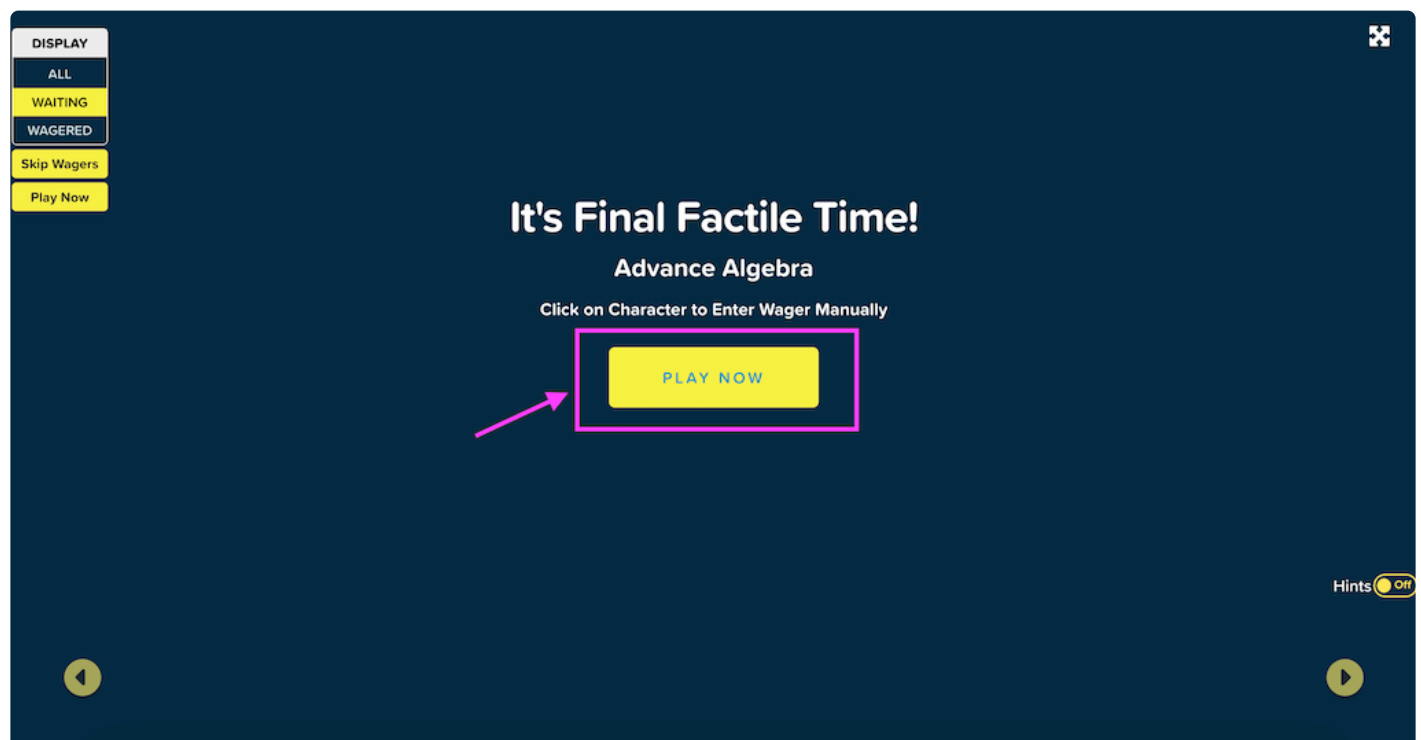 DISPLAY
ALL
WAITING
WAGERED
Skip Wagers
Play Now
It's Final Factile Time!
Advance Algebra
Click on Character to Enter Wager Manually
PLAY NOW
Hints Off